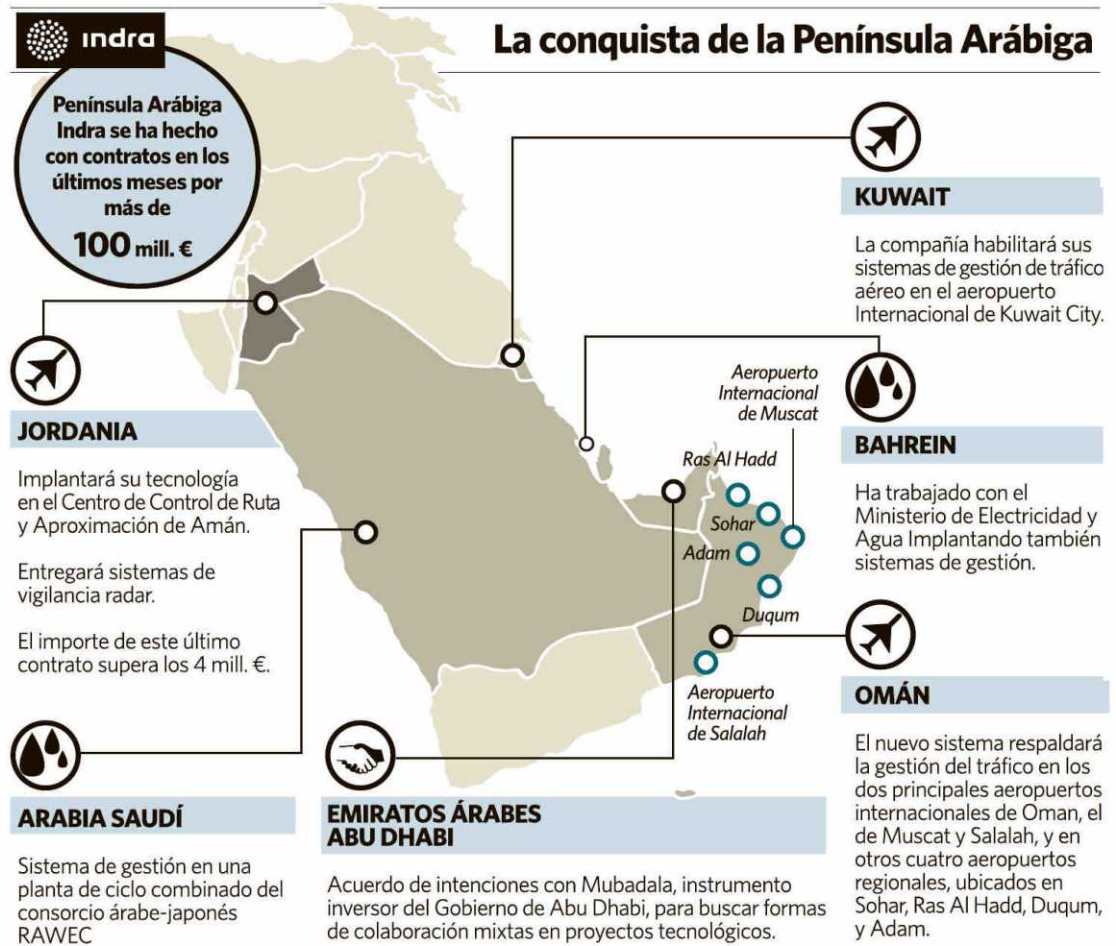 indra
La conquista de la Península Arábiga
Península Arábiga
Indra se ha hecho
con contratos en los
últimos meses por
más de
100 mill. €
KUWAIT
La compañía habilitará sus
sistemas de gestión de tráfico
aéreo en el aeropuerto
Internacional de Kuwait City.
JORDANIA
Implantará su tecnología
en el Centro de Control de Ruta
y Aproximación de Amán.
Entregará sistemas de
vigilancia radar.
El importe de este último
contrato supera los 4 mill. €.
Aeropuerto
Internacional
de Muscat
Ras Al Hadd
Sohar
Adam
Duqum
Aeropuerto
Internacional
de Salalah
BAHREIN
Ha trabajado con el
Ministerio de Electricidad y
Agua Implantando también
sistemas de gestión.
OMÁN
El nuevo sistema respaldará
la gestión del tráfico en los
dos principales aeropuertos
internacionales de Oman, el
de Muscat y Salalah, y en
otros cuatro aeropuertos
regionales, ubicados en
Sohar, Ras Al Hadd, Duqum,
y Adam.
ARABIA SAUDÍ
Sistema de gestión en una
planta de ciclo combinado del
consorcio árabe-japonés
RAWEC
EMIRATOS ÁRABES
ABU DHABI
Acuerdo de intenciones con Mubadala, instrumento
inversor del Gobierno de Abu Dhabi, para buscar formas
de colaboración mixtas en proyectos tecnológicos.